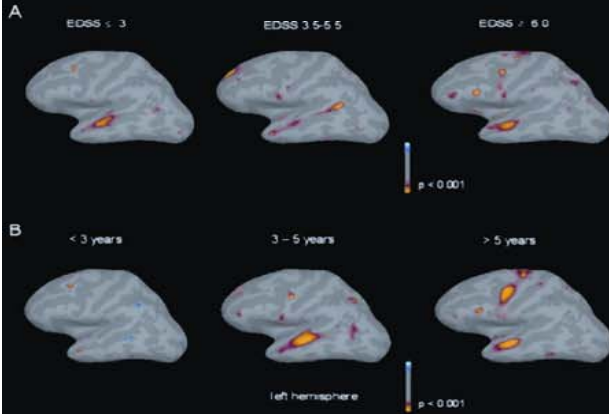 A
EDSS ≤ 3
EDSS 3.5-5.5
EDSS ≥ 6.0
p < 0.001
B
< 3 years
3 – 5 years
> 5 years
left hemisphere
p < 0.001